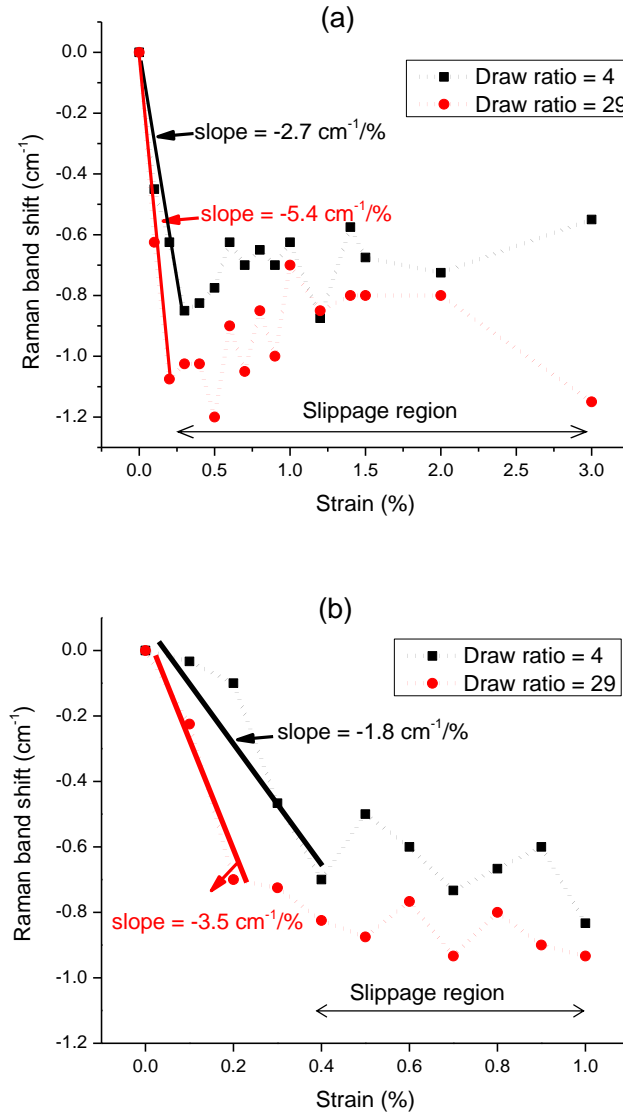 (a)
0.0
-0.2
-0.4
-0.6
-0.8
-1.0
-1.2
Raman band shift (cm⁻¹)
Draw ratio = 4
Draw ratio = 29
slope = -2.7 cm⁻¹/%
slope = -5.4 cm⁻¹/%
Slippage region
0.0 0.5 1.0 1.5 2.0 2.5 3.0
Strain (%)
(b)
0.0
-0.2
-0.4
-0.6
-0.8
-1.0
-1.2
Raman band shift (cm⁻¹)
Draw ratio = 4
Draw ratio = 29
slope = -1.8 cm⁻¹/%
slope = -3.5 cm⁻¹/%
Slippage region
0.0 0.2 0.4 0.6 0.8 1.0
Strain (%)